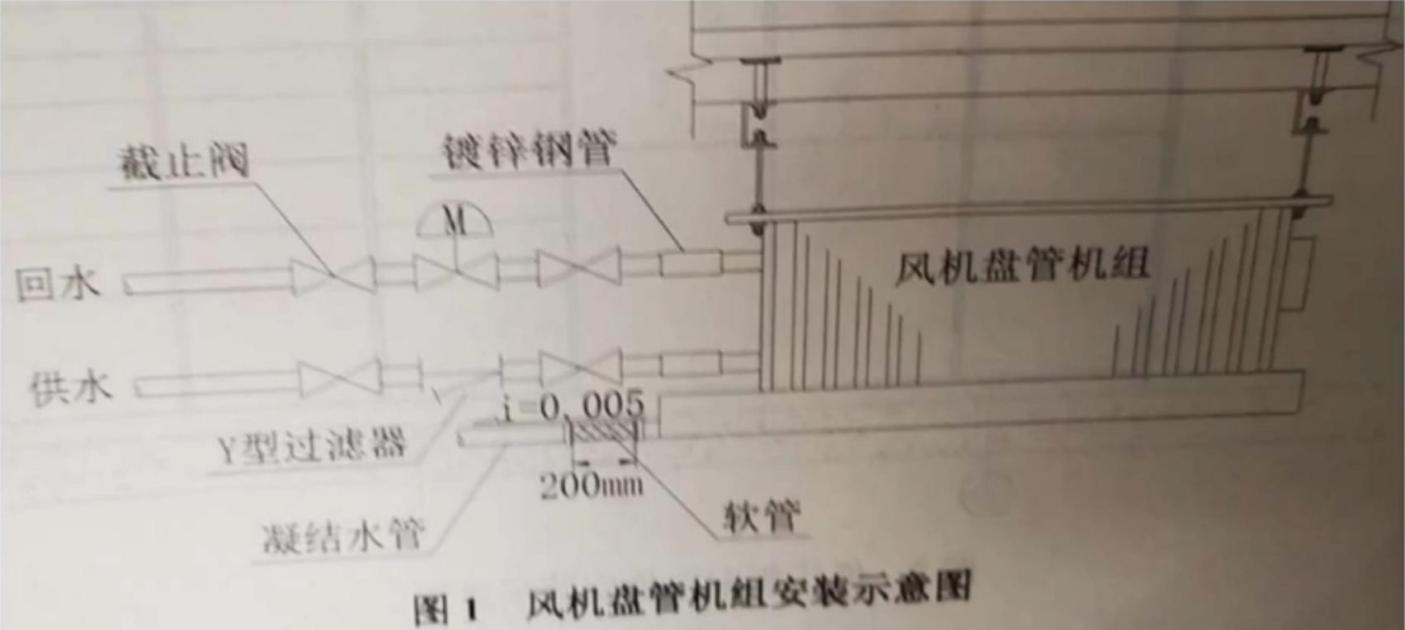 截止阀
镀锌钢管
M
回水
风机盘管机组
供水
i=0.005
Y型过滤器
200mm
软管
凝结水管
图 1 风机盘管机组安装示意图